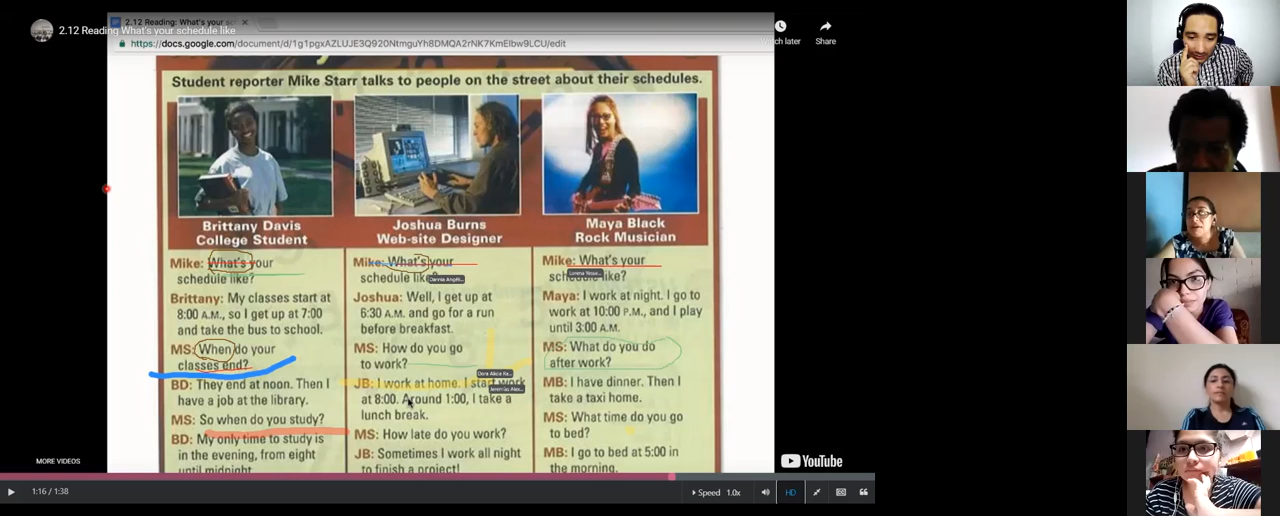 2.12 Reading: What's your sch
2.12 Reading What's your schedule like
https://docs.google.com/document/d/1g1pgxAZLUJE3Q920NtmguYh8DMQA2rNK7KmElbw9LCU/edit
later
Share
Student reporter Mike Starr talks to people on the street about their schedules.
Brittany Davis
College Student
Mike: What's your
schedule like?
Brittany: My classes start at
8:00 A.M., so I get up at 7:00
and take the bus to school.
MS: When do your
classes end?
BD: They end at noon. Then I
have a job at the library.
MS: So when do you study?
BD: My only time to study is
in the evening, from eight
until midnight.
Joshua Burns
Web-site Designer
Mike: What's your
schedule like?
Joshua: Well, I get up at
6:30 A.M. and go for a run
before breakfast.
MS: How do you go
to work?
JB: I work at home. I start work
at 8:00. Around 1:00, I take a
lunch break.
MS: How late do you work?
JB: Sometimes I work all night
to finish a project!
Maya Black
Rock Musician
Mike: What's your
schedule like?
Maya: I work at night. I go to
work at 10:00 P.M., and I play
until 3:00 A.M.
MS: What do you do
after work?
MB: I have dinner. Then I
take a taxi home.
MS: What time do you go
to bed?
MB: I go to bed at 5:00 in
the morning.
MORE VIDEOS
YouTube
1:16 / 1:38
Speed 1.0x
HD